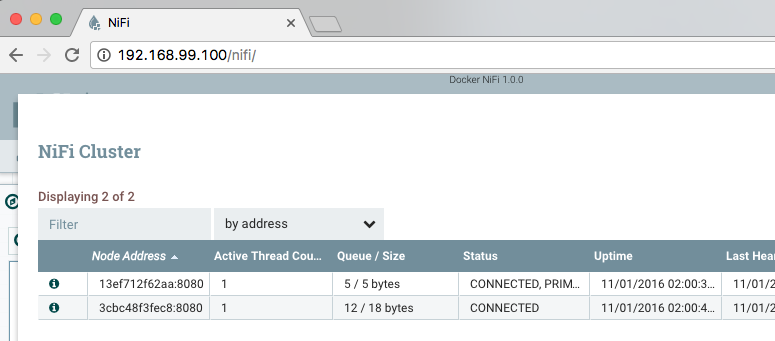 NiFi
192.168.99.100/nifi/
Docker NiFi 1.0.0
NiFi Cluster
Displaying 2 of 2
Filter by address
Node Address Active Thread Cou... Queue / Size Status Uptime Last Hear
13ef712f62aa:8080 1 5 / 5 bytes CONNECTED, PRIM... 11/01/2016 02:00:3... 11/01/2
3cbc48f3fec8:8080 1 12 / 18 bytes CONNECTED 11/01/2016 02:00:4... 11/01/2